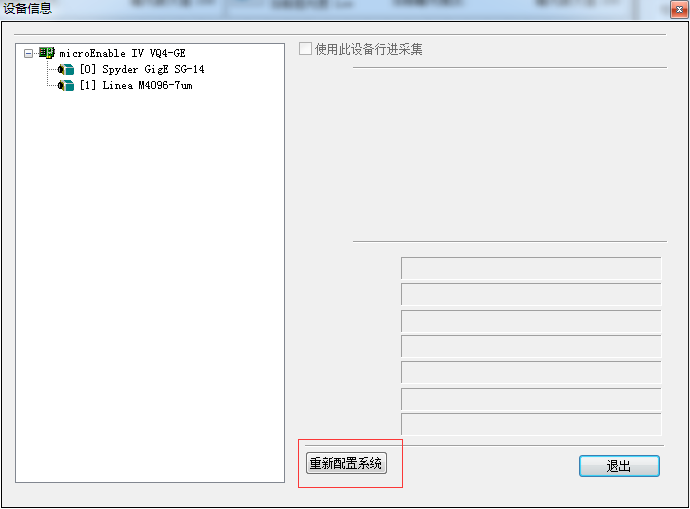 设备信息
microEnable IV VQ4-GE
[0] Spyder GigE SG-14
[1] Linea M4096-7um
使用此设备行进采集
重新配置系统
退出